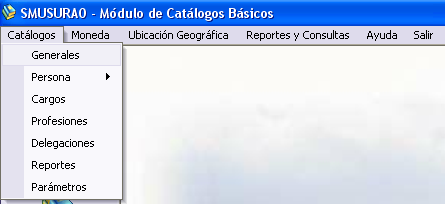 SMUSURA0 - Módulo de Catálogos Básicos
Catálogos Moneda Ubicación Geográfica Reportes y Consultas Ayuda Salir
Generales
Persona
Cargos
Profesiones
Delegaciones
Reportes
Parámetros